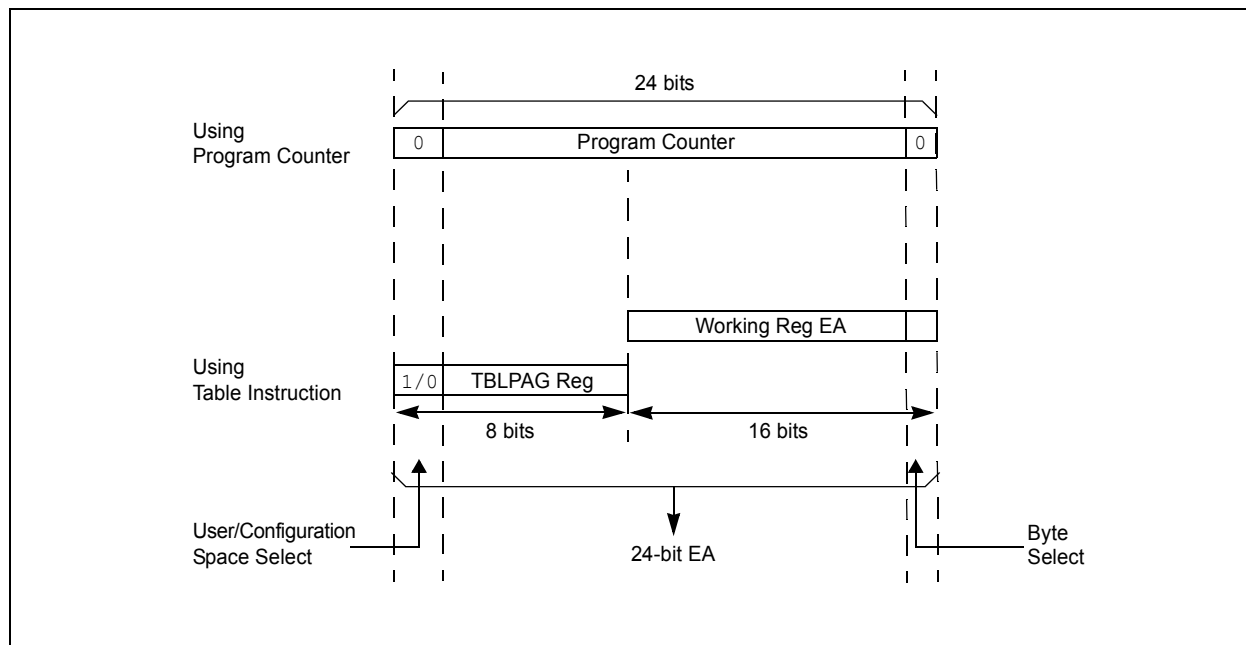 24 bits
Using
Program Counter
0
Program Counter
0
Working Reg EA
Using
Table Instruction
1/0
TBLPAG Reg
8 bits
16 bits
User/Configuration
Space Select
24-bit EA
Byte
Select